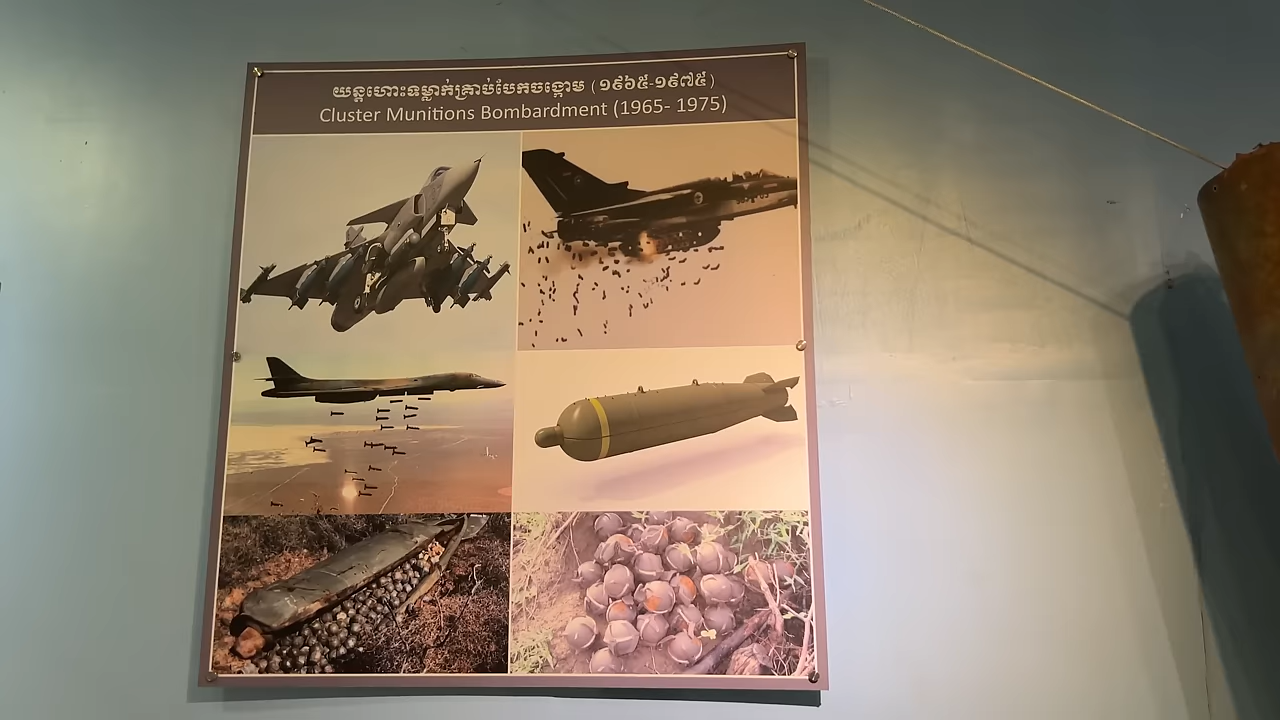 យន្តហោះទម្លាក់គ្រាប់បែកចង្កោម (១៩៦៥-១៩៧៥)
Cluster Munitions Bombardment (1965- 1975)